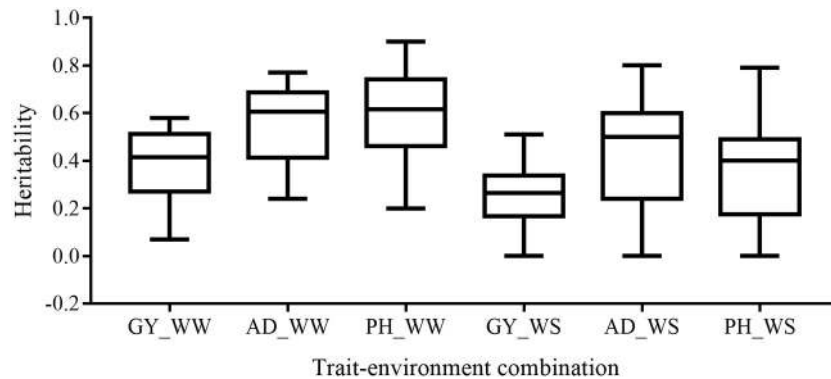 1.0
0.8
0.6
0.4
0.2
0.0
-0.2
Heritability
GY_WW AD_WW PH_WW GY_WS AD_WS PH_WS
Trait-environment combination